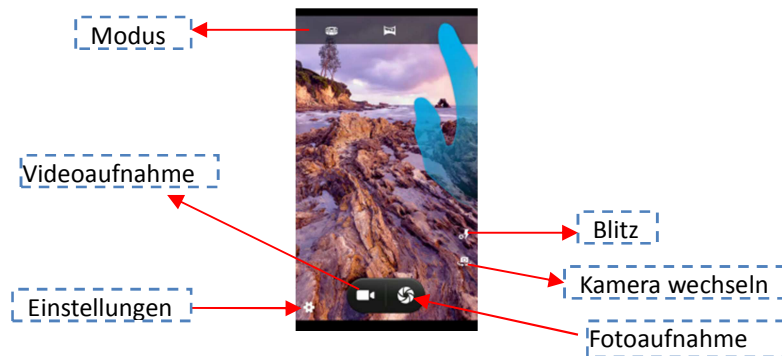 Modus
Videoaufnahme
Blitz
Kamera wechseln
Einstellungen
Fotoaufnahme